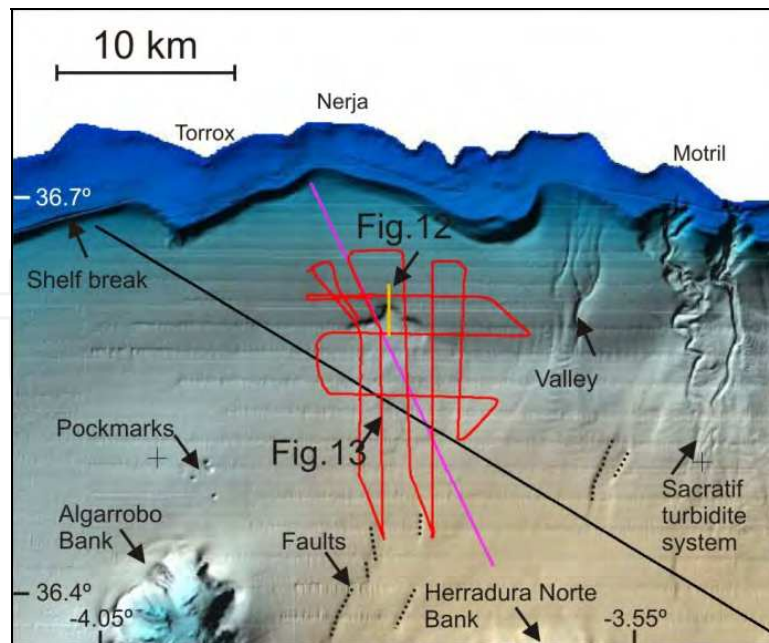 10 km
Nerja
Torrox
Motril
36.7º
Fig.12
Shelf break
Valley
Pockmarks
Fig.13
Sacratif
turbidite
system
Algarrobo
Bank
Faults
Herradura Norte
Bank
36.4º
-4.05º
-3.55º